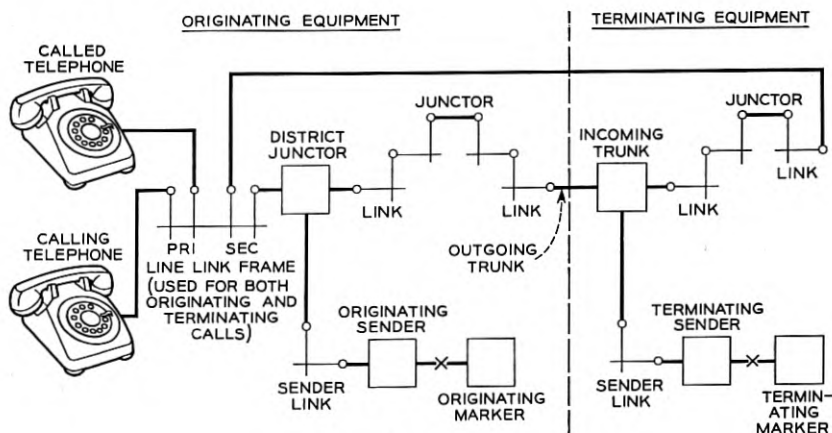 ORIGINATING EQUIPMENT
TERMINATING EQUIPMENT
CALLED
TELEPHONE
CALLING
TELEPHONE
PRI
SEC
LINE LINK FRAME
(USED FOR BOTH
ORIGINATING AND
TERMINATING
CALLS)
DISTRICT
JUNCTOR
LINK
JUNCTOR
LINK
OUTGOING
TRUNK
SENDER
LINK
ORIGINATING
SENDER
ORIGINATING
MARKER
INCOMING
TRUNK
LINK
JUNCTOR
LINK
SENDER
LINK
TERMINATING
SENDER
TERMIN-
ATING
MARKER